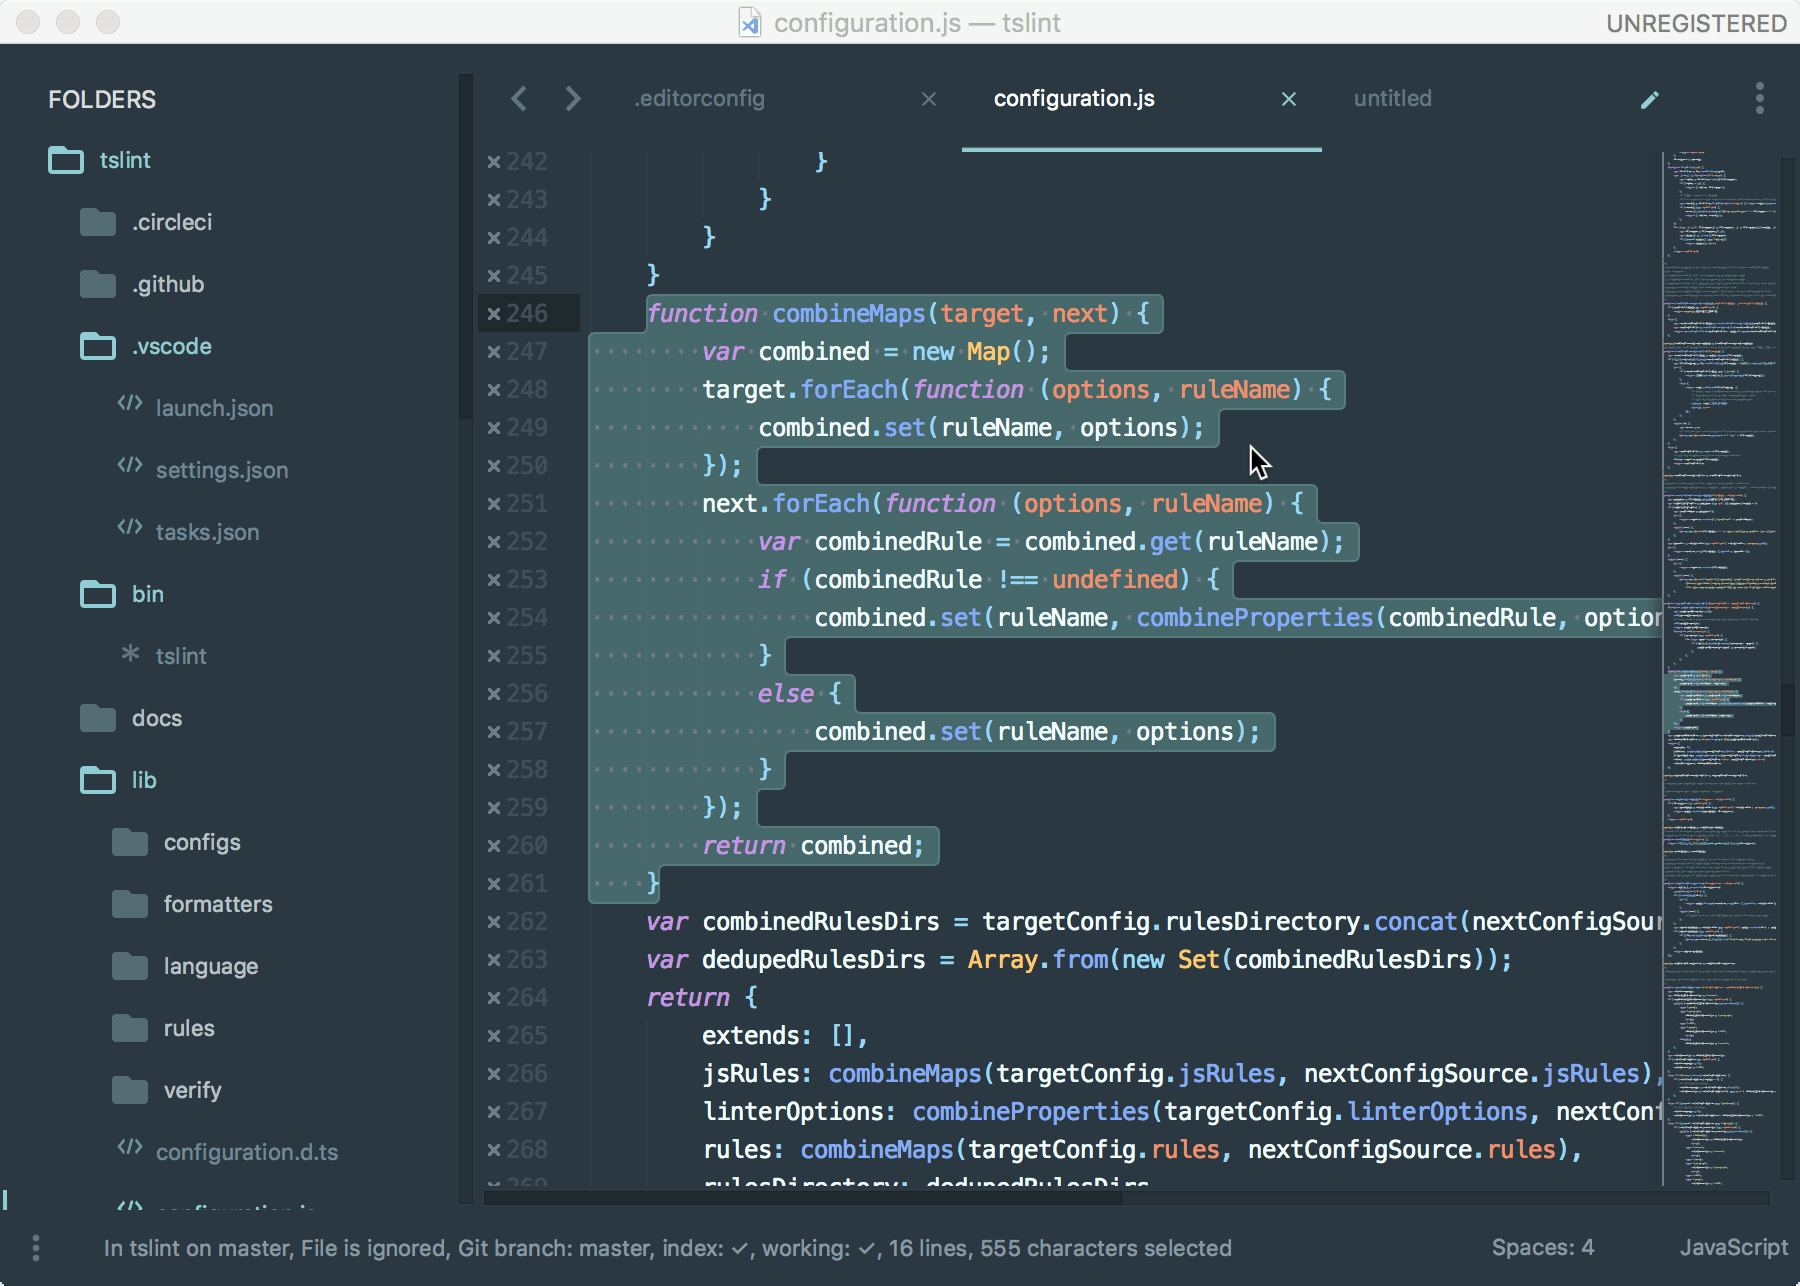 configuration.js — tslint
UNREGISTERED
FOLDERS
tslint
.circleci
.github
.vscode
launch.json
settings.json
tasks.json
bin
tslint
docs
lib
configs
formatters
language
rules
verify
configuration.d.ts
configuration.js
.editorconfig
configuration.js
untitled
242 }
243 }
244 }
245 }
246 function combineMaps(target, next) {
247 var combined = new Map();
248 target.forEach(function (options, ruleName) {
249 combined.set(ruleName, options);
250 });
251 next.forEach(function (options, ruleName) {
252 var combinedRule = combined.get(ruleName);
253 if (combinedRule !== undefined) {
254 combined.set(ruleName, combineProperties(combinedRule, option
255 }
256 else {
257 combined.set(ruleName, options);
258 }
259 });
260 return combined;
261 }
262 var combinedRulesDirs = targetConfig.rulesDirectory.concat(nextConfigSour
263 var dedupedRulesDirs = Array.from(new Set(combinedRulesDirs));
264 return {
265 extends: [],
266 jsRules: combineMaps(targetConfig.jsRules, nextConfigSource.jsRules),
267 linterOptions: combineProperties(targetConfig.linterOptions, nextConf
268 rules: combineMaps(targetConfig.rules, nextConfigSource.rules),
269 rulesDirectory: dedupedRulesDirs
In tslint on master, File is ignored, Git branch: master, index: ✓, working: ✓, 16 lines, 555 characters selected
Spaces: 4
JavaScript